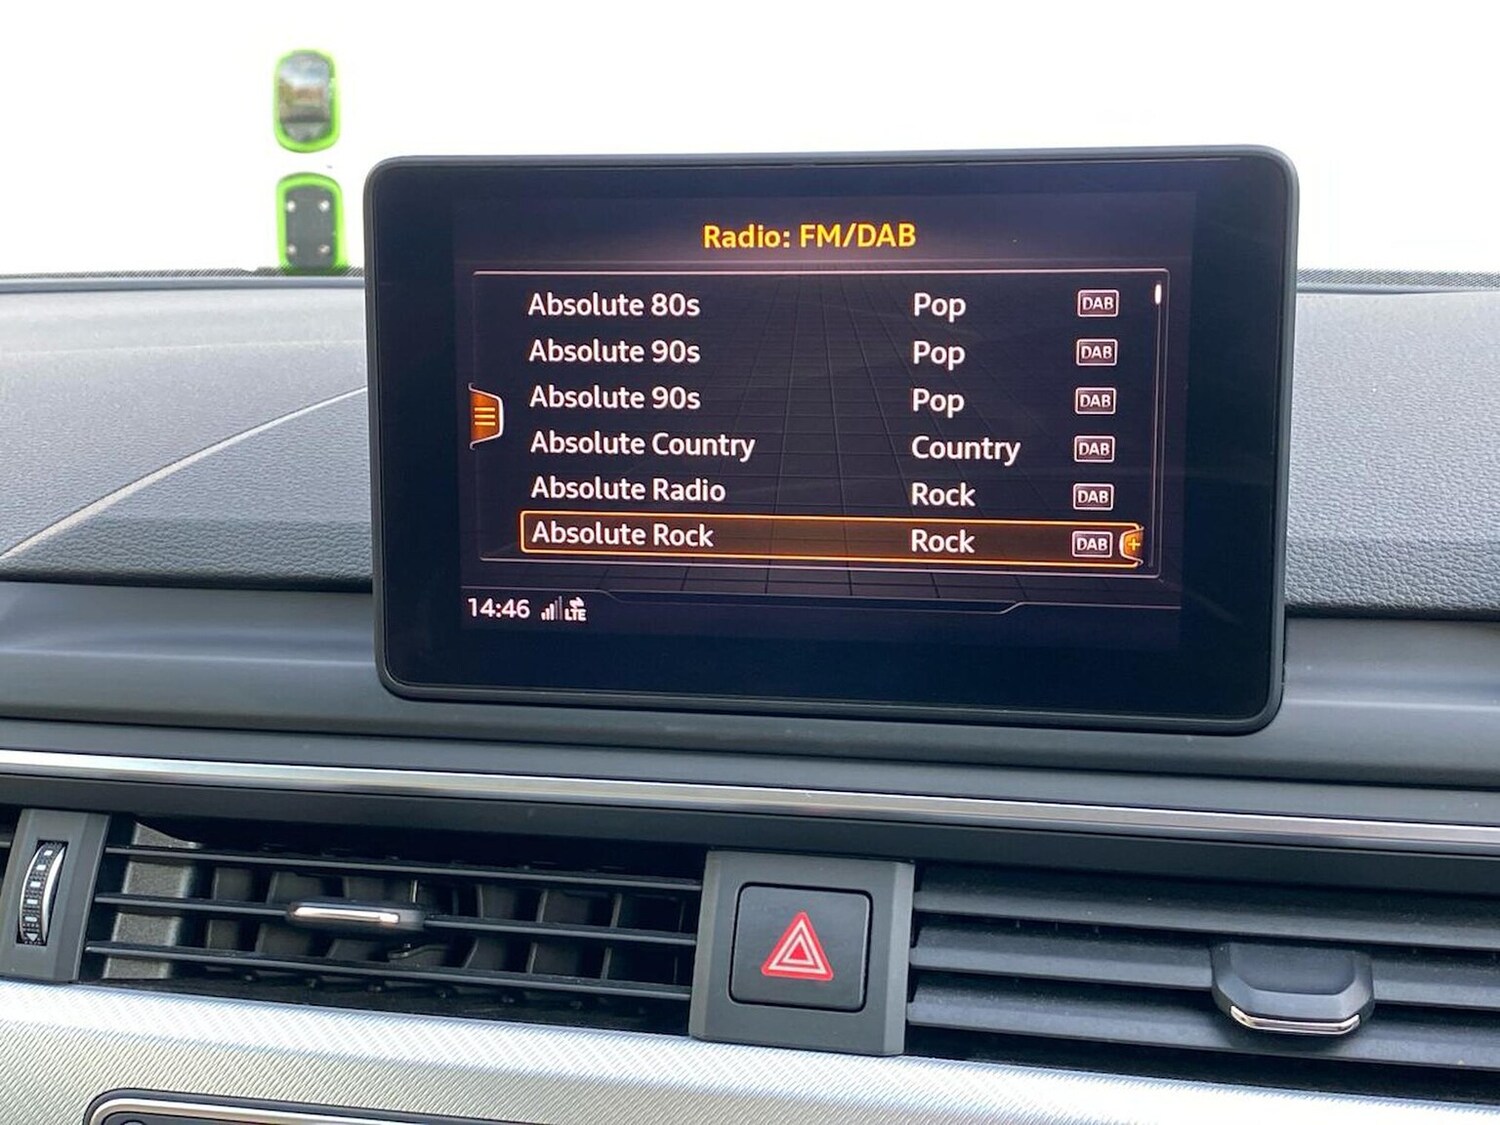 Radio: FM/DAB
Absolute 80s Pop DAB
Absolute 90s Pop DAB
Absolute 90s Pop DAB
Absolute Country Country DAB
Absolute Radio Rock DAB
Absolute Rock Rock DAB +
14:46 LTE